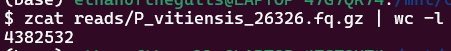 $ zcat reads/P_vitiensis_26326.fq.gz | wc -l
4382532